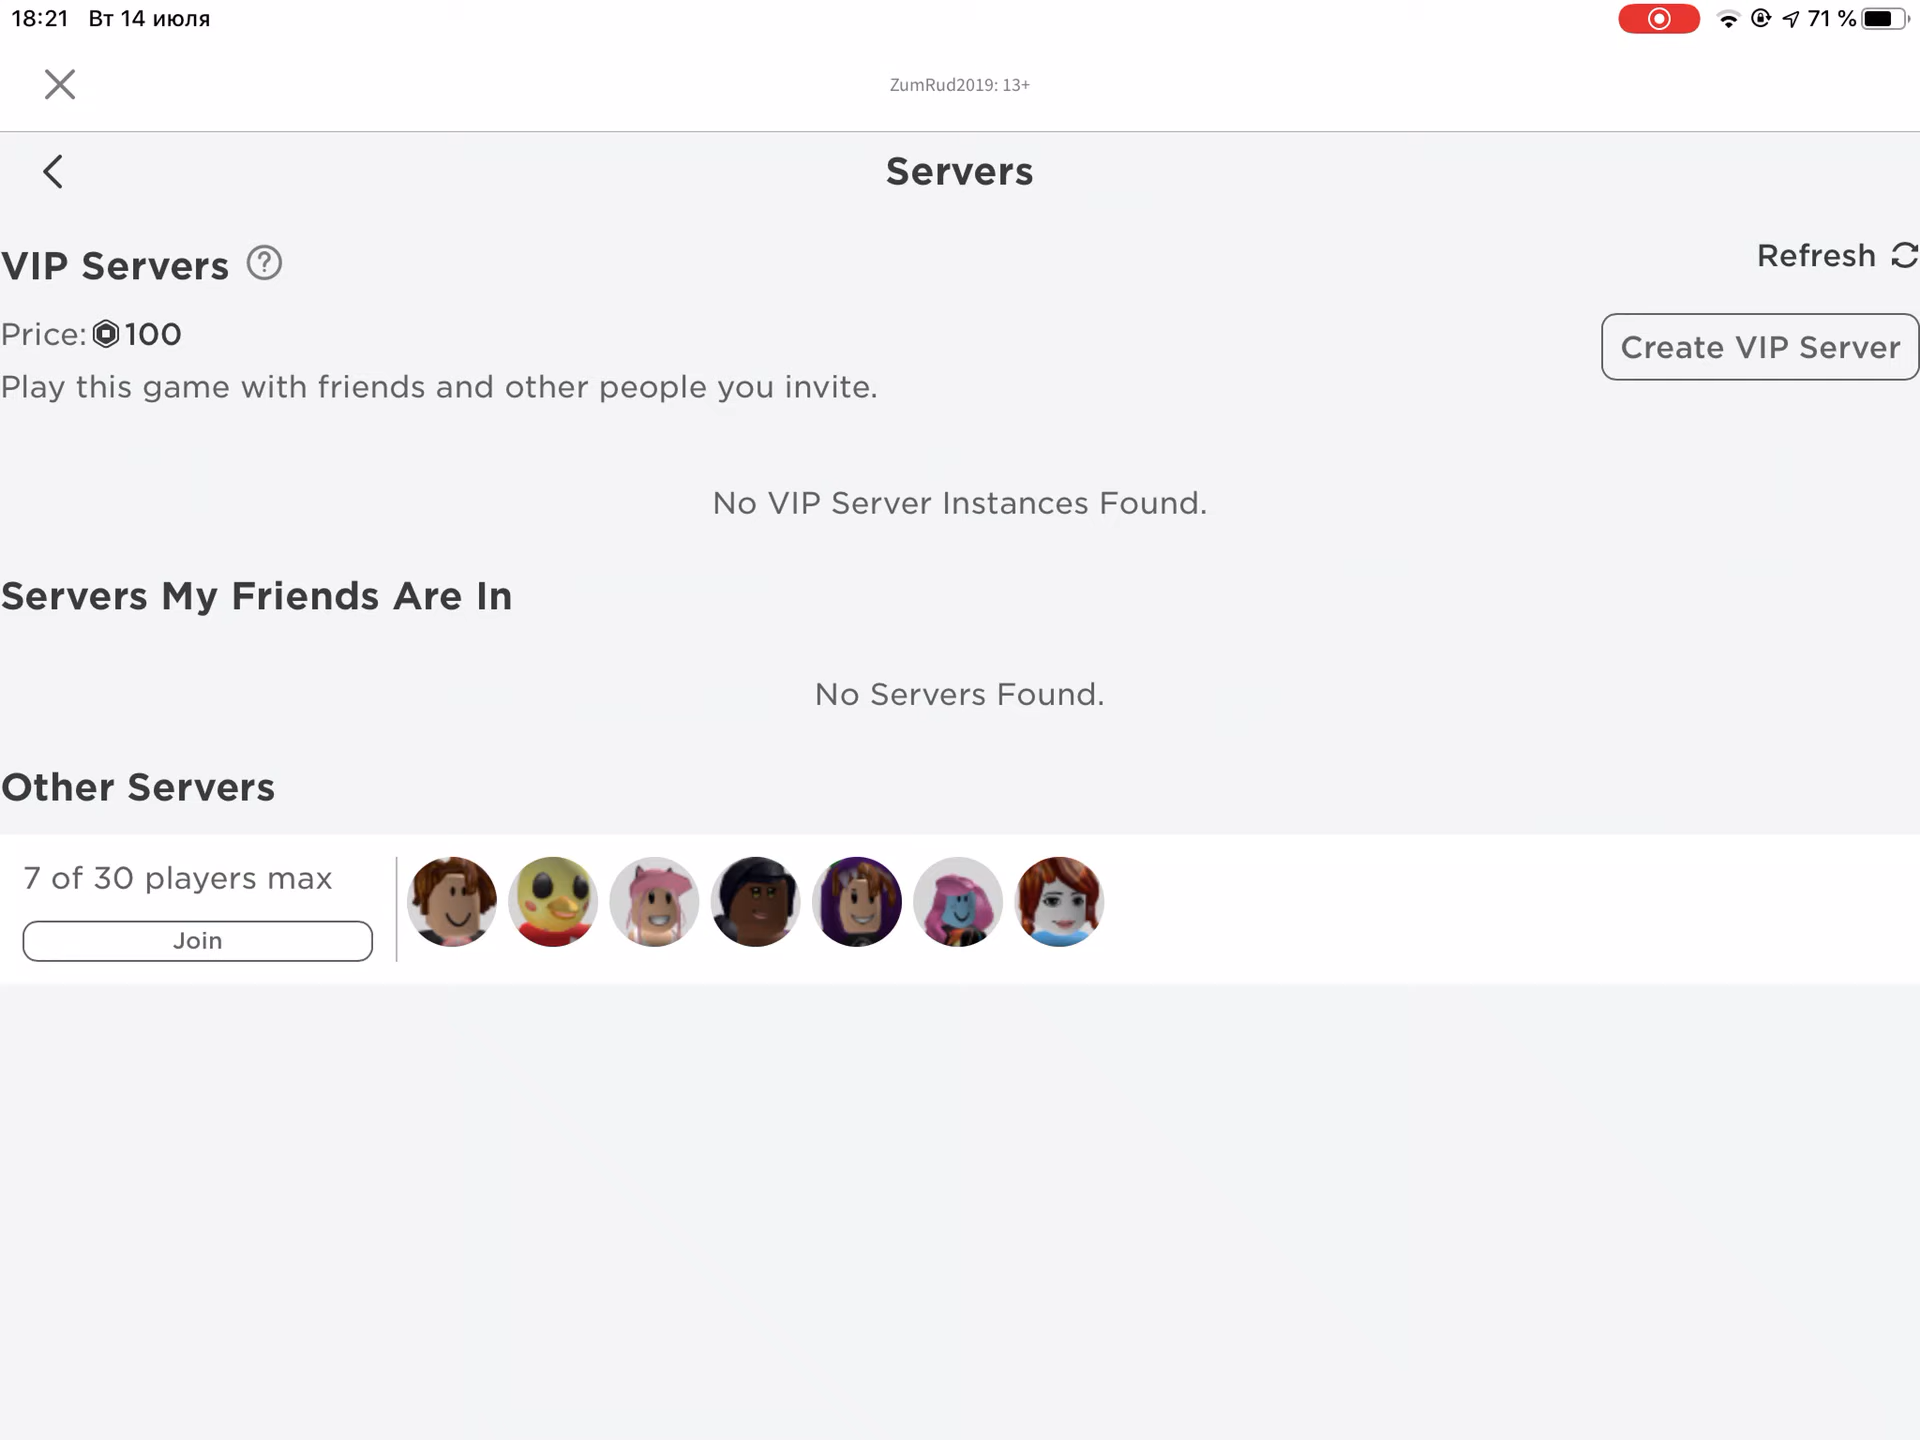 18:21 Вт 14 июля
71 %
ZumRud2019: 13+
Servers
VIP Servers ?
Refresh
Price: 100
Create VIP Server
Play this game with friends and other people you invite.
No VIP Server Instances Found.
Servers My Friends Are In
No Servers Found.
Other Servers
7 of 30 players max
Join